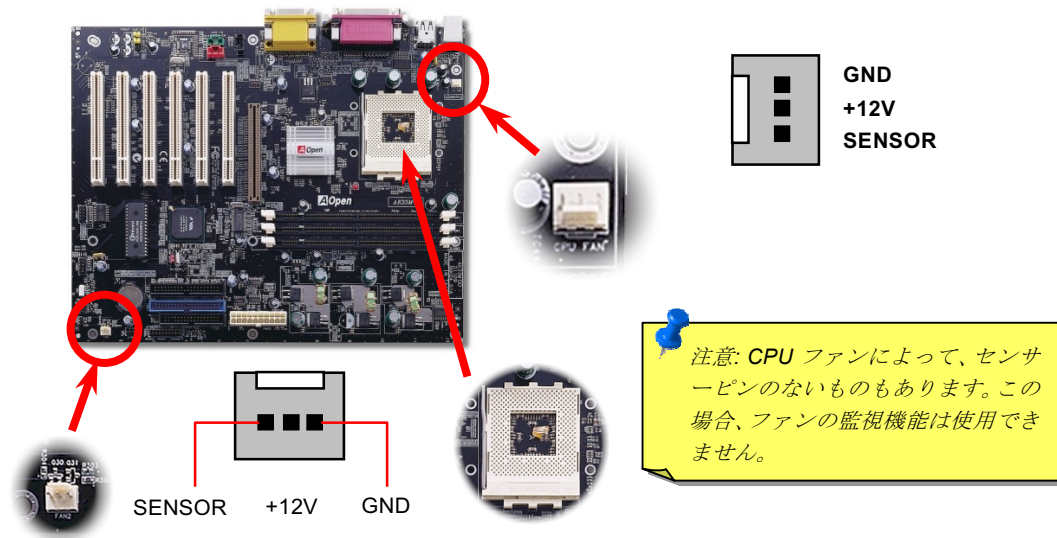 GND
+12V
SENSOR
AOpen
AOpen
AK33M
CPU FAN
注意: CPU ファンによって、センサ
ーピンのないものもあります。この
場合、ファンの監視機能は使用でき
ません。
FAN2
SENSOR +12V GND